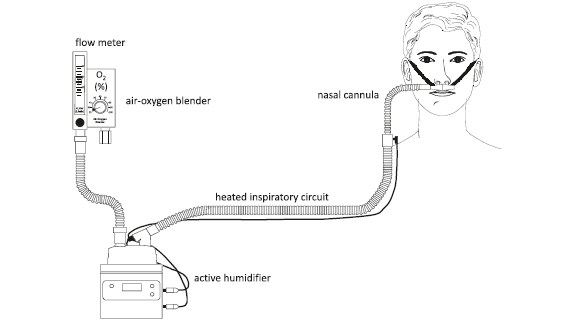 flow meter
O2
(%)
air-oxygen blender
nasal cannula
heated inspiratory circuit
active humidifier